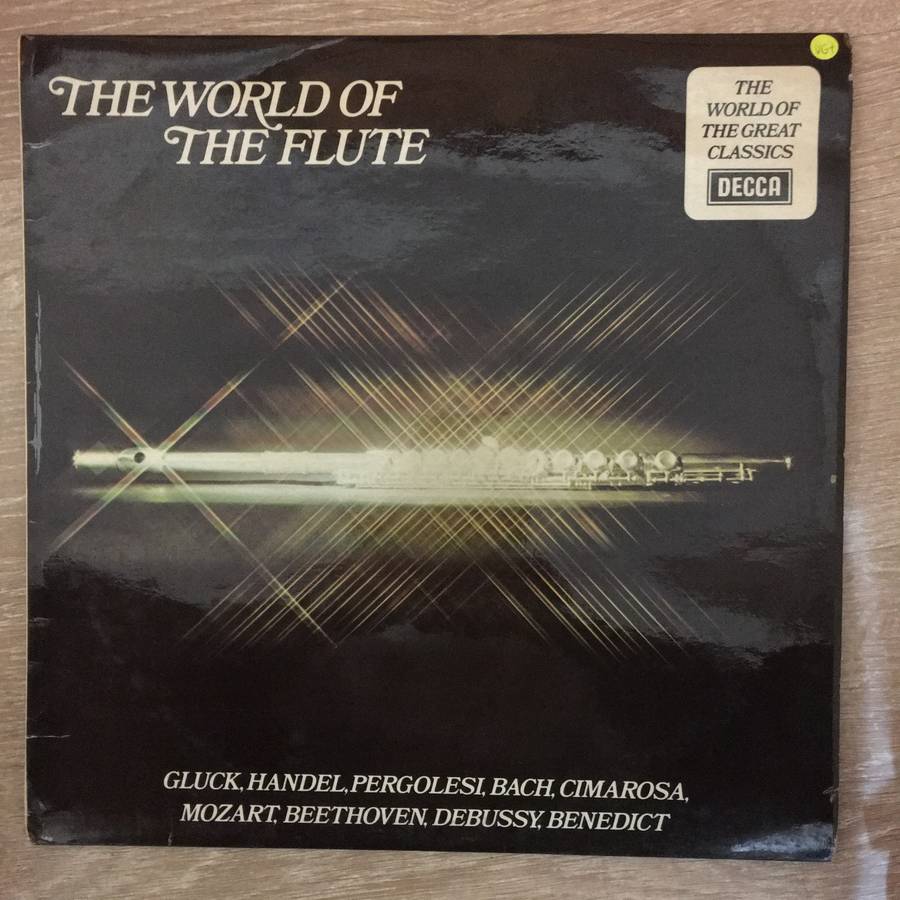 THE WORLD OF
THE FLUTE
VG+
THE
WORLD OF
THE GREAT
CLASSICS
DECCA
GLUCK, HANDEL, PERGOLESI, BACH, CIMAROSA,
MOZART, BEETHOVEN, DEBUSSY, BENEDICT